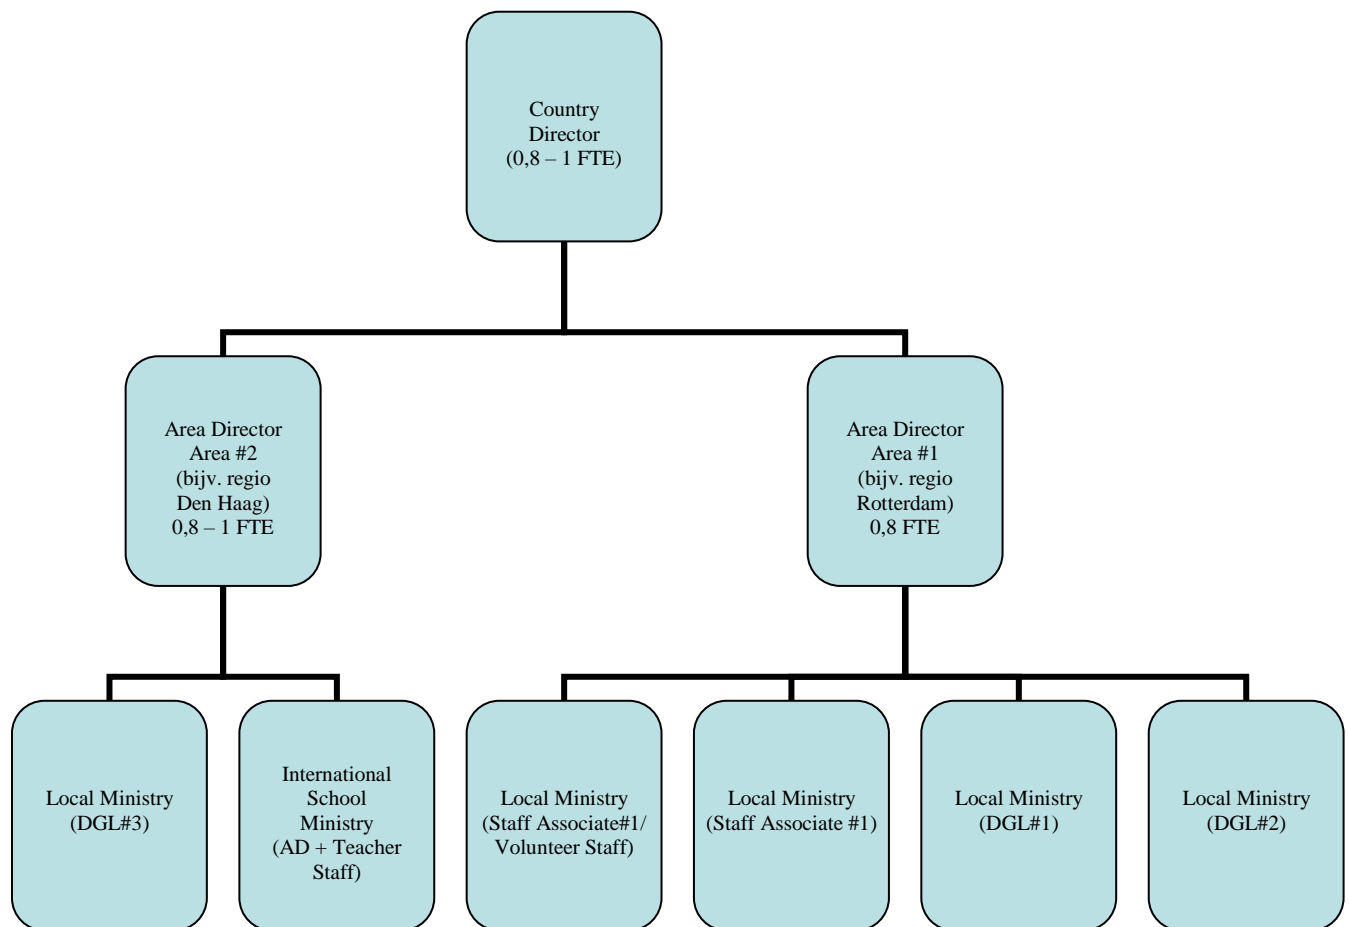 Country
Director
(0,8 – 1 FTE)
Area Director
Area #2
(bijv. regio
Den Haag)
0,8 – 1 FTE
Area Director
Area #1
(bijv. regio
Rotterdam)
0,8 FTE
Local Ministry
(DGL#3)
International
School
Ministry
(AD + Teacher
Staff)
Local Ministry
(Staff Associate#1/
Volunteer Staff)
Local Ministry
(Staff Associate #1)
Local Ministry
(DGL#1)
Local Ministry
(DGL#2)